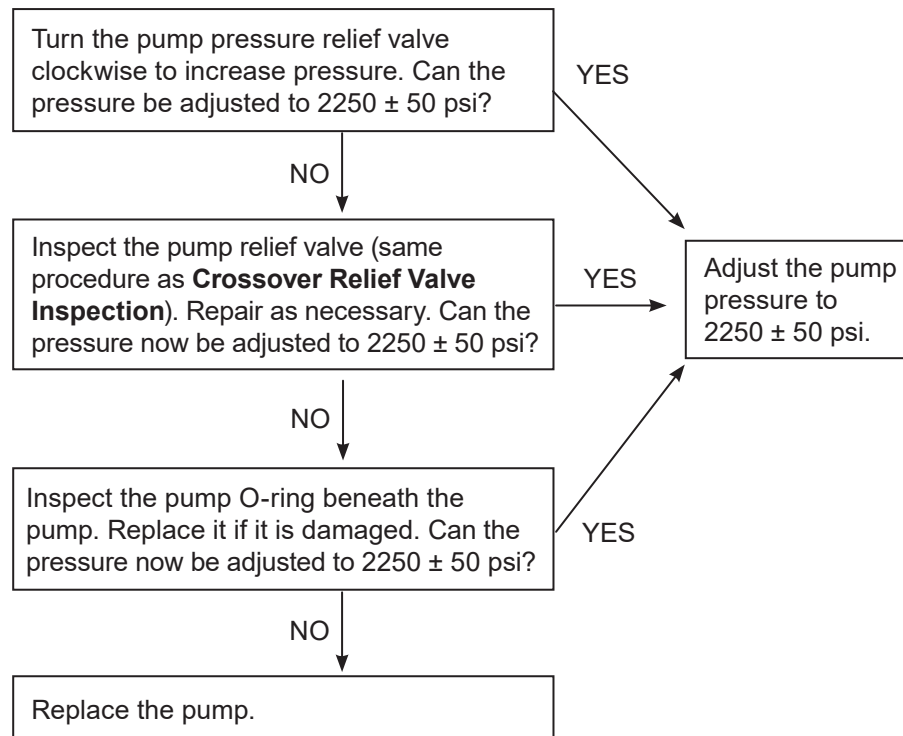 Turn the pump pressure relief valve
clockwise to increase pressure. Can the
pressure be adjusted to 2250 ± 50 psi?
YES
NO
Inspect the pump relief valve (same
procedure as Crossover Relief Valve
Inspection). Repair as necessary. Can the
pressure now be adjusted to 2250 ± 50 psi?
YES
Adjust the pump
pressure to
2250 ± 50 psi.
NO
Inspect the pump O-ring beneath the
pump. Replace it if it is damaged. Can the
pressure now be adjusted to 2250 ± 50 psi?
YES
NO
Replace the pump.